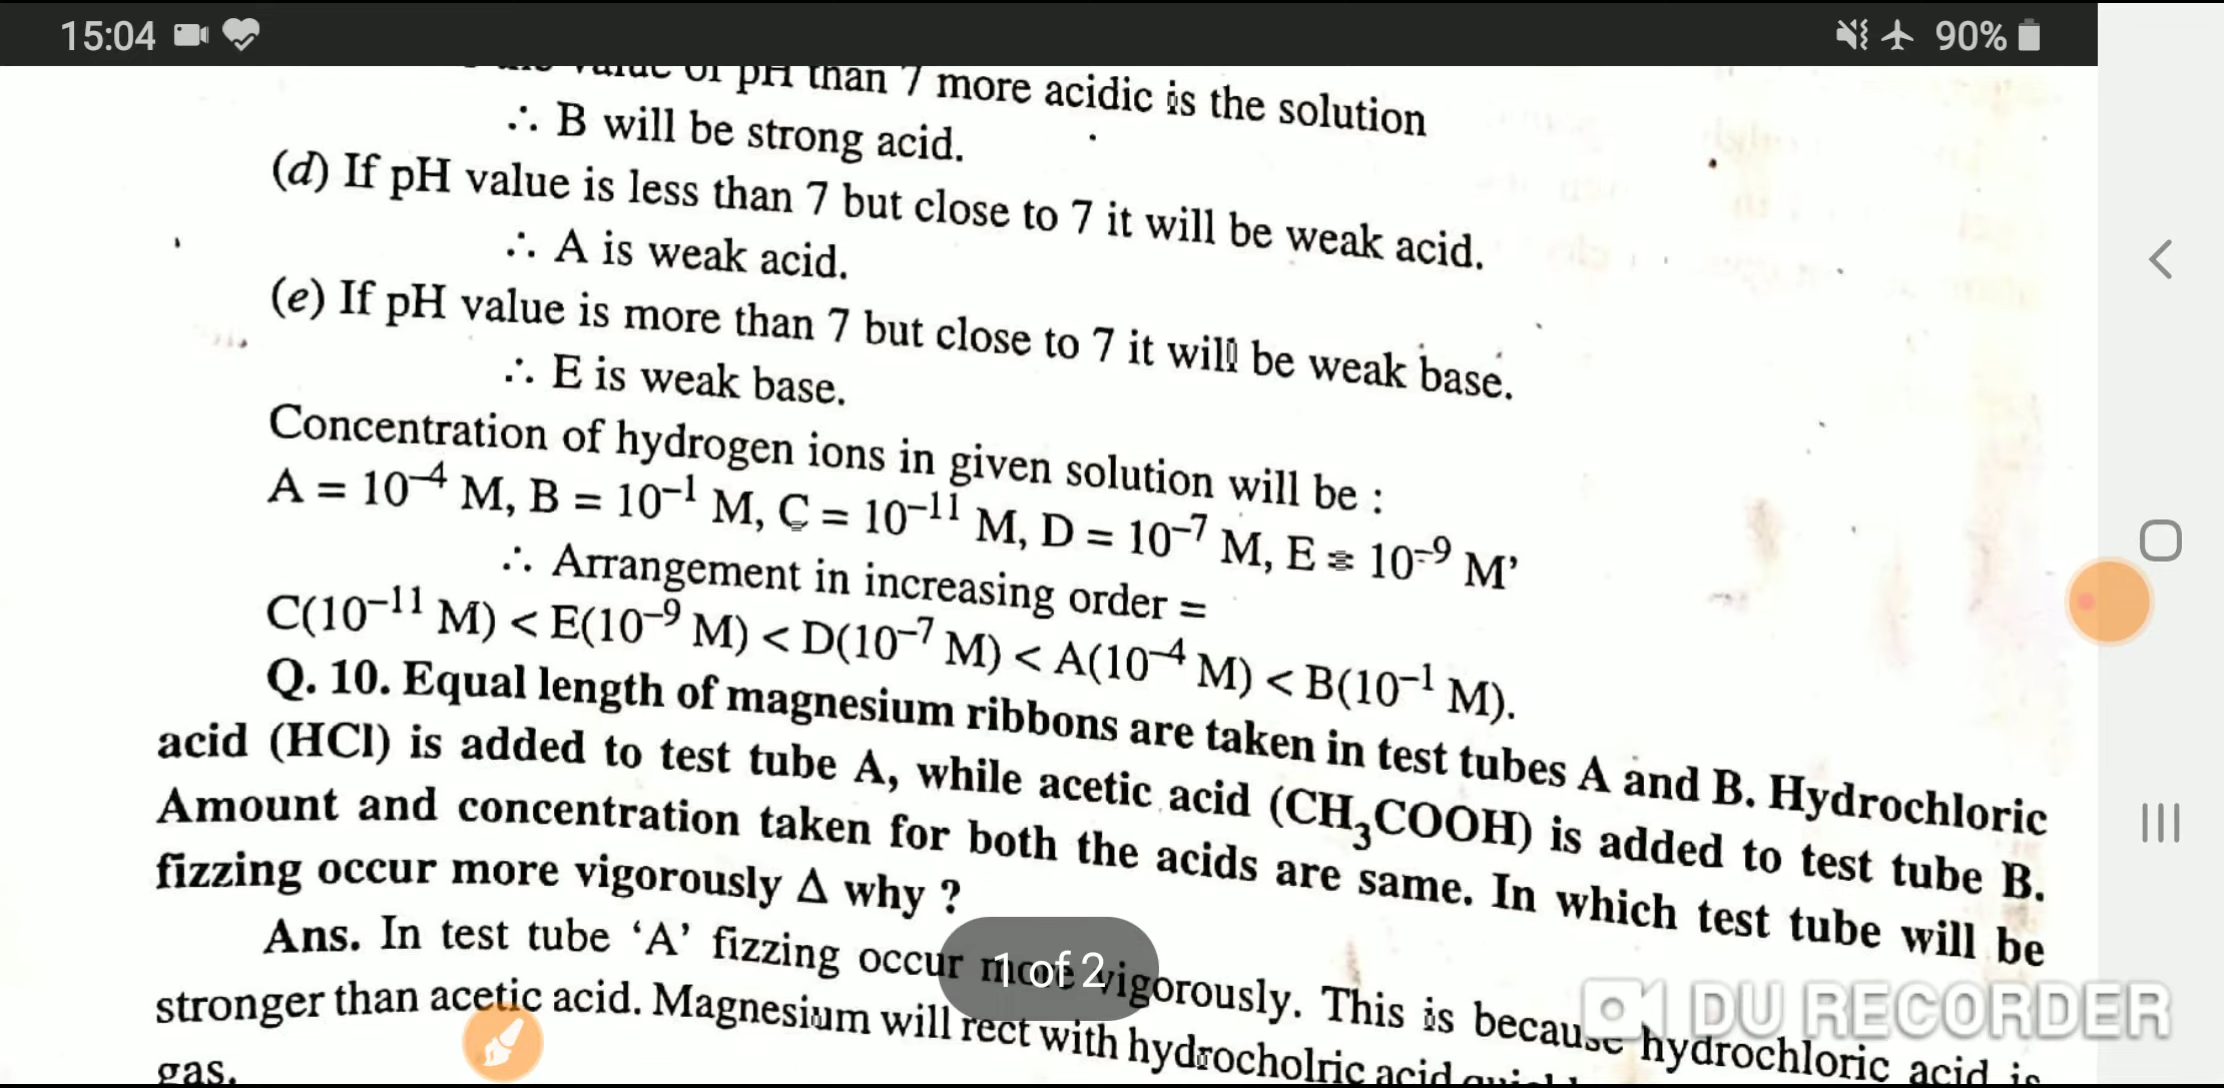 15:04
90%
value of pH than 7 more acidic is the solution
∴ B will be strong acid.
(d) If pH value is less than 7 but close to 7 it will be weak acid.
∴ A is weak acid.
(e) If pH value is more than 7 but close to 7 it will be weak base.
∴ E is weak base.
Concentration of hydrogen ions in given solution will be :
A = 10⁻⁴ M, B = 10⁻¹ M, C = 10⁻¹¹ M, D = 10⁻⁷ M, E = 10⁻⁹ M’
∴ Arrangement in increasing order =
C(10⁻¹¹ M) < E(10⁻⁹ M) < D(10⁻⁷ M) < A(10⁻⁴ M) < B(10⁻¹ M).
Q. 10. Equal length of magnesium ribbons are taken in test tubes A and B. Hydrochloric
acid (HCl) is added to test tube A, while acetic acid (CH₃COOH) is added to test tube B.
Amount and concentration taken for both the acids are same. In which test tube will be
fizzing occur more vigorously Δ why ?
Ans. In test tube ‘A’ fizzing occur more vigorously. This is because hydrochloric acid is
stronger than acetic acid. Magnesium will rect with hydrocholric acid
gas.
1 of 2
DU RECORDER